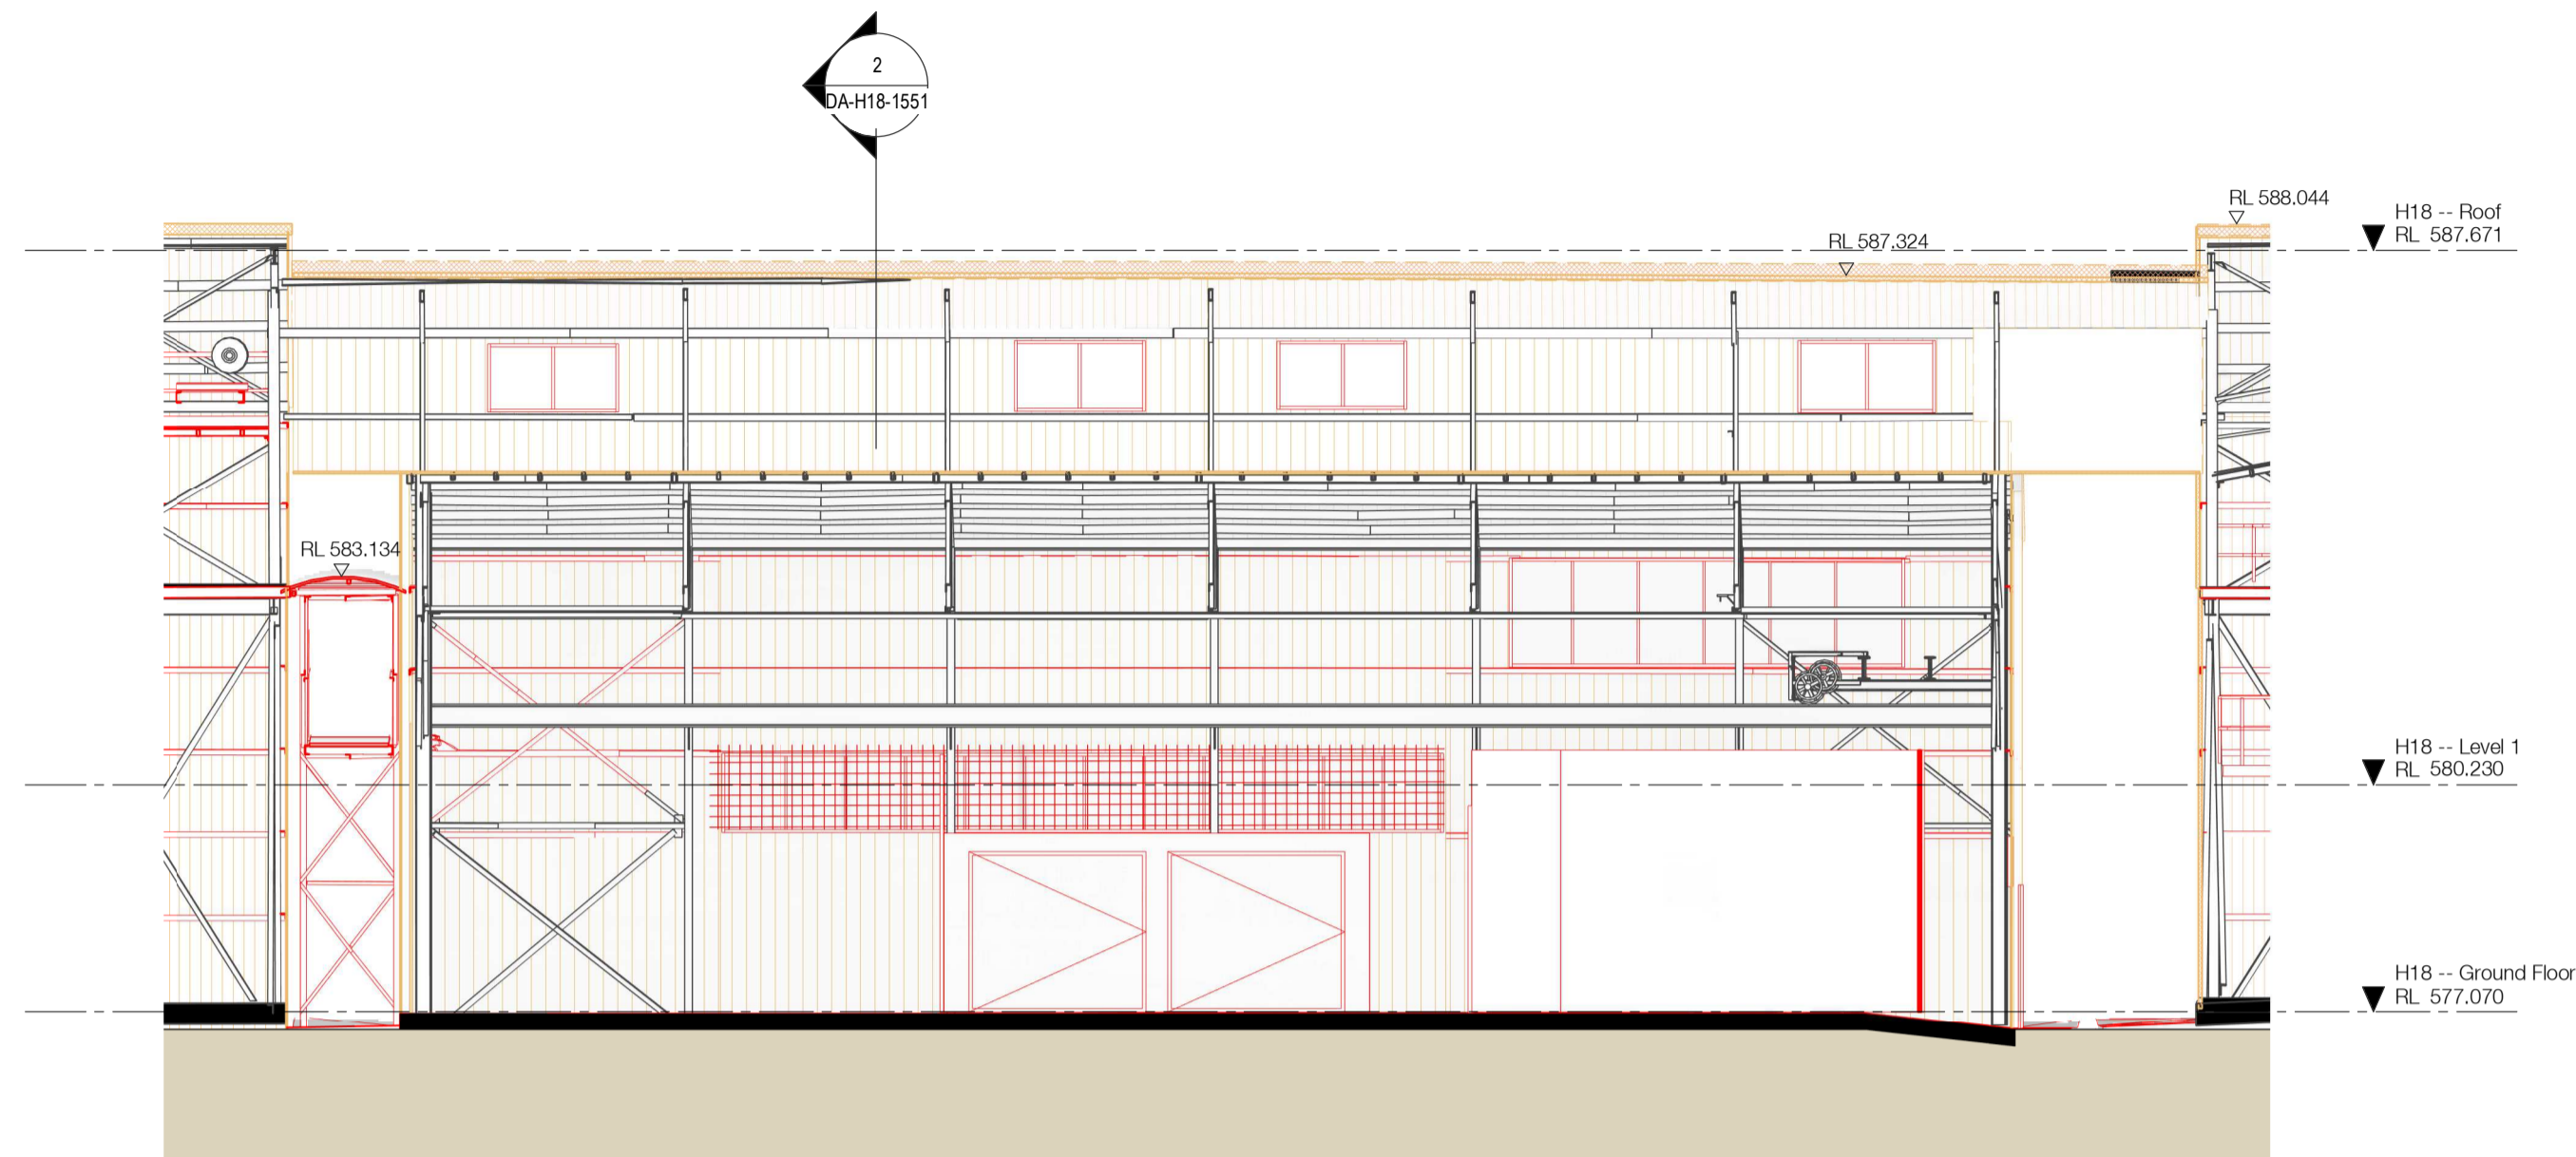 2
DA-H18-1551
RL 588.044
H18 -- Roof
RL 587.671
RL 587.324
RL 583.134
H18 -- Level 1
RL 580.230
H18 -- Ground Floor
RL 577.070